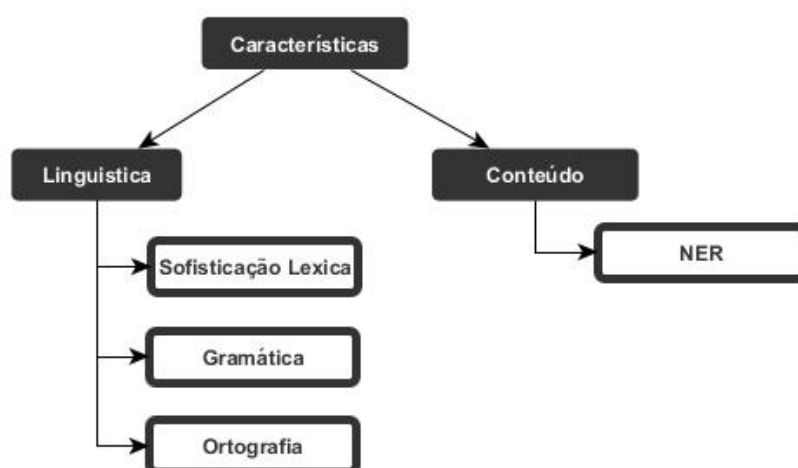 Características
Linguistica
Conteúdo
Sofisticação Lexica
NER
Gramática
Ortografia